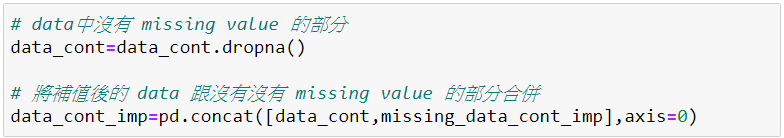 # data中沒有 missing value 的部分
data_cont=data_cont.dropna()
# 將補值後的 data 跟沒有沒有 missing value 的部分合併
data_cont_imp=pd.concat([data_cont,missing_data_cont_imp],axis=0)